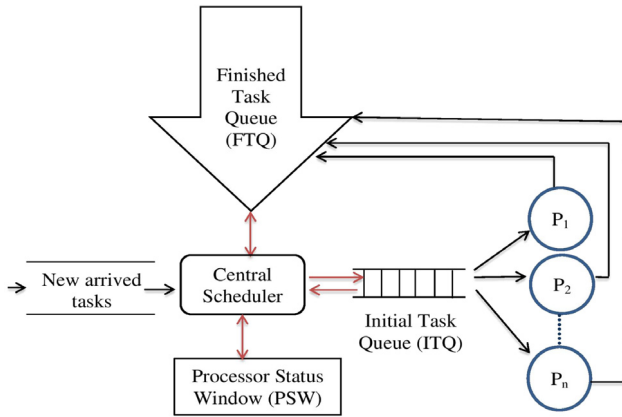 Finished
Task
Queue
(FTQ)
New arrived
tasks
Central
Scheduler
Initial Task
Queue (ITQ)
Processor Status
Window (PSW)
P1
P2
Pn